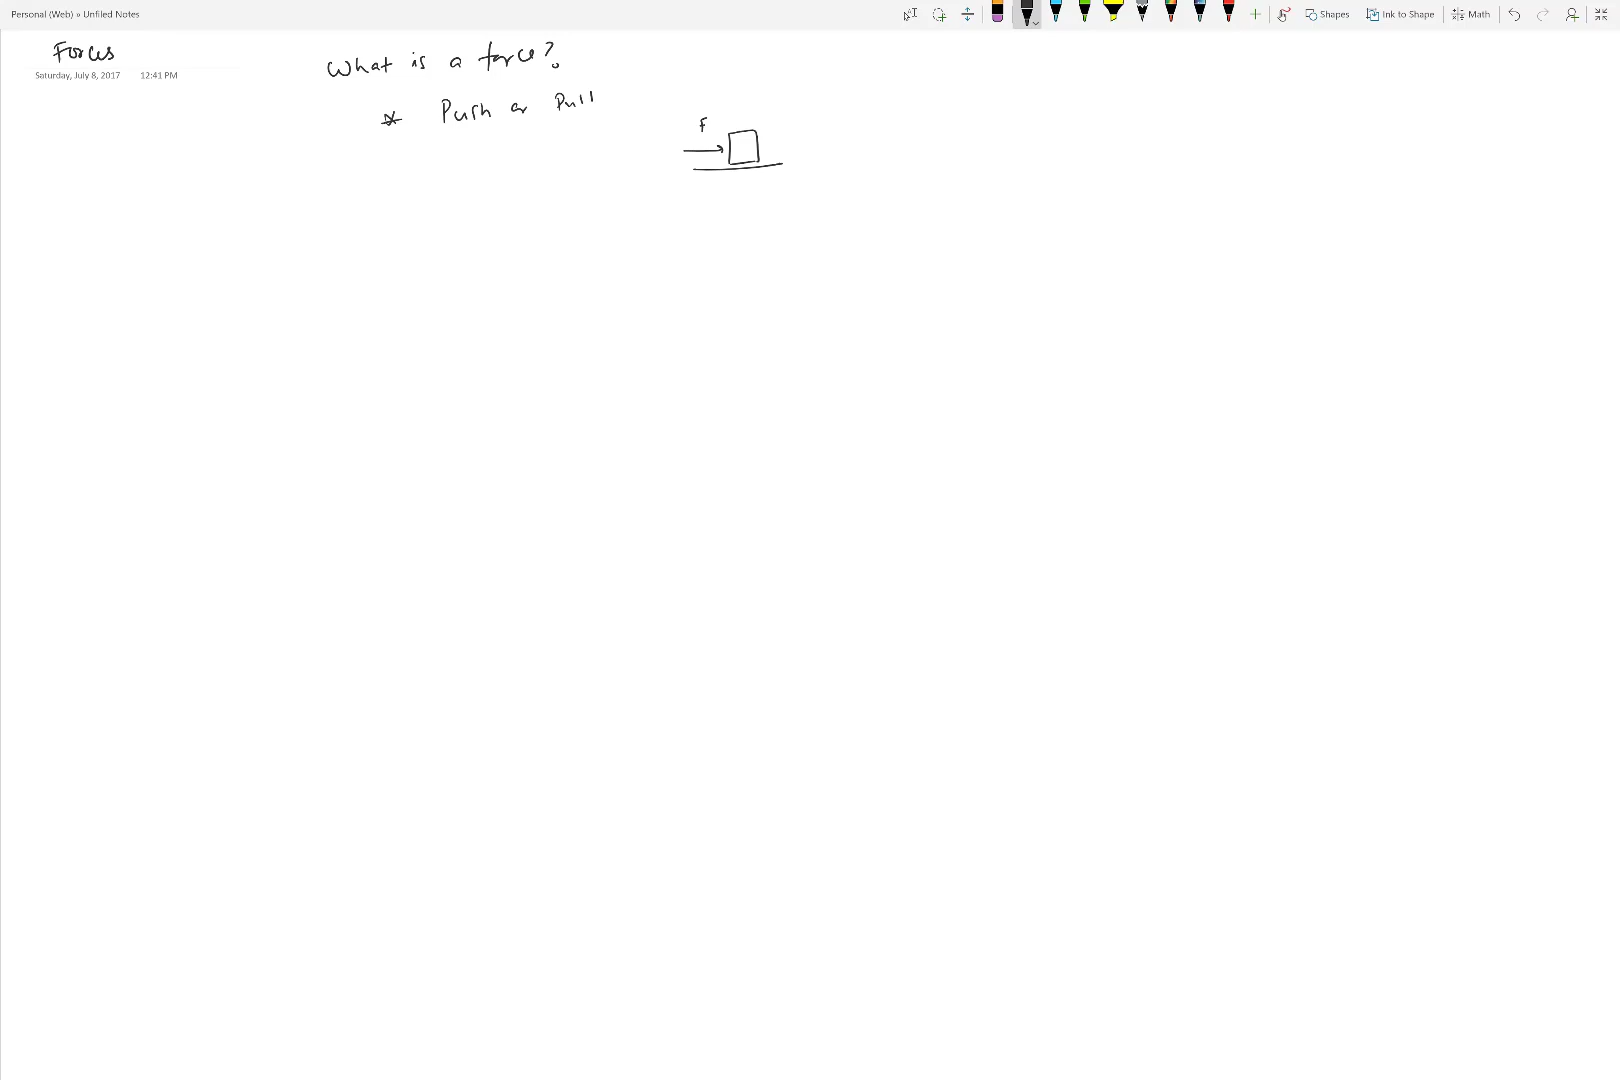 Personal (Web) » Unfiled Notes
Shapes
Ink to Shape
Math
Forces
Saturday, July 8, 2017 12:41 PM
What is a force?
* Push or Pull
F